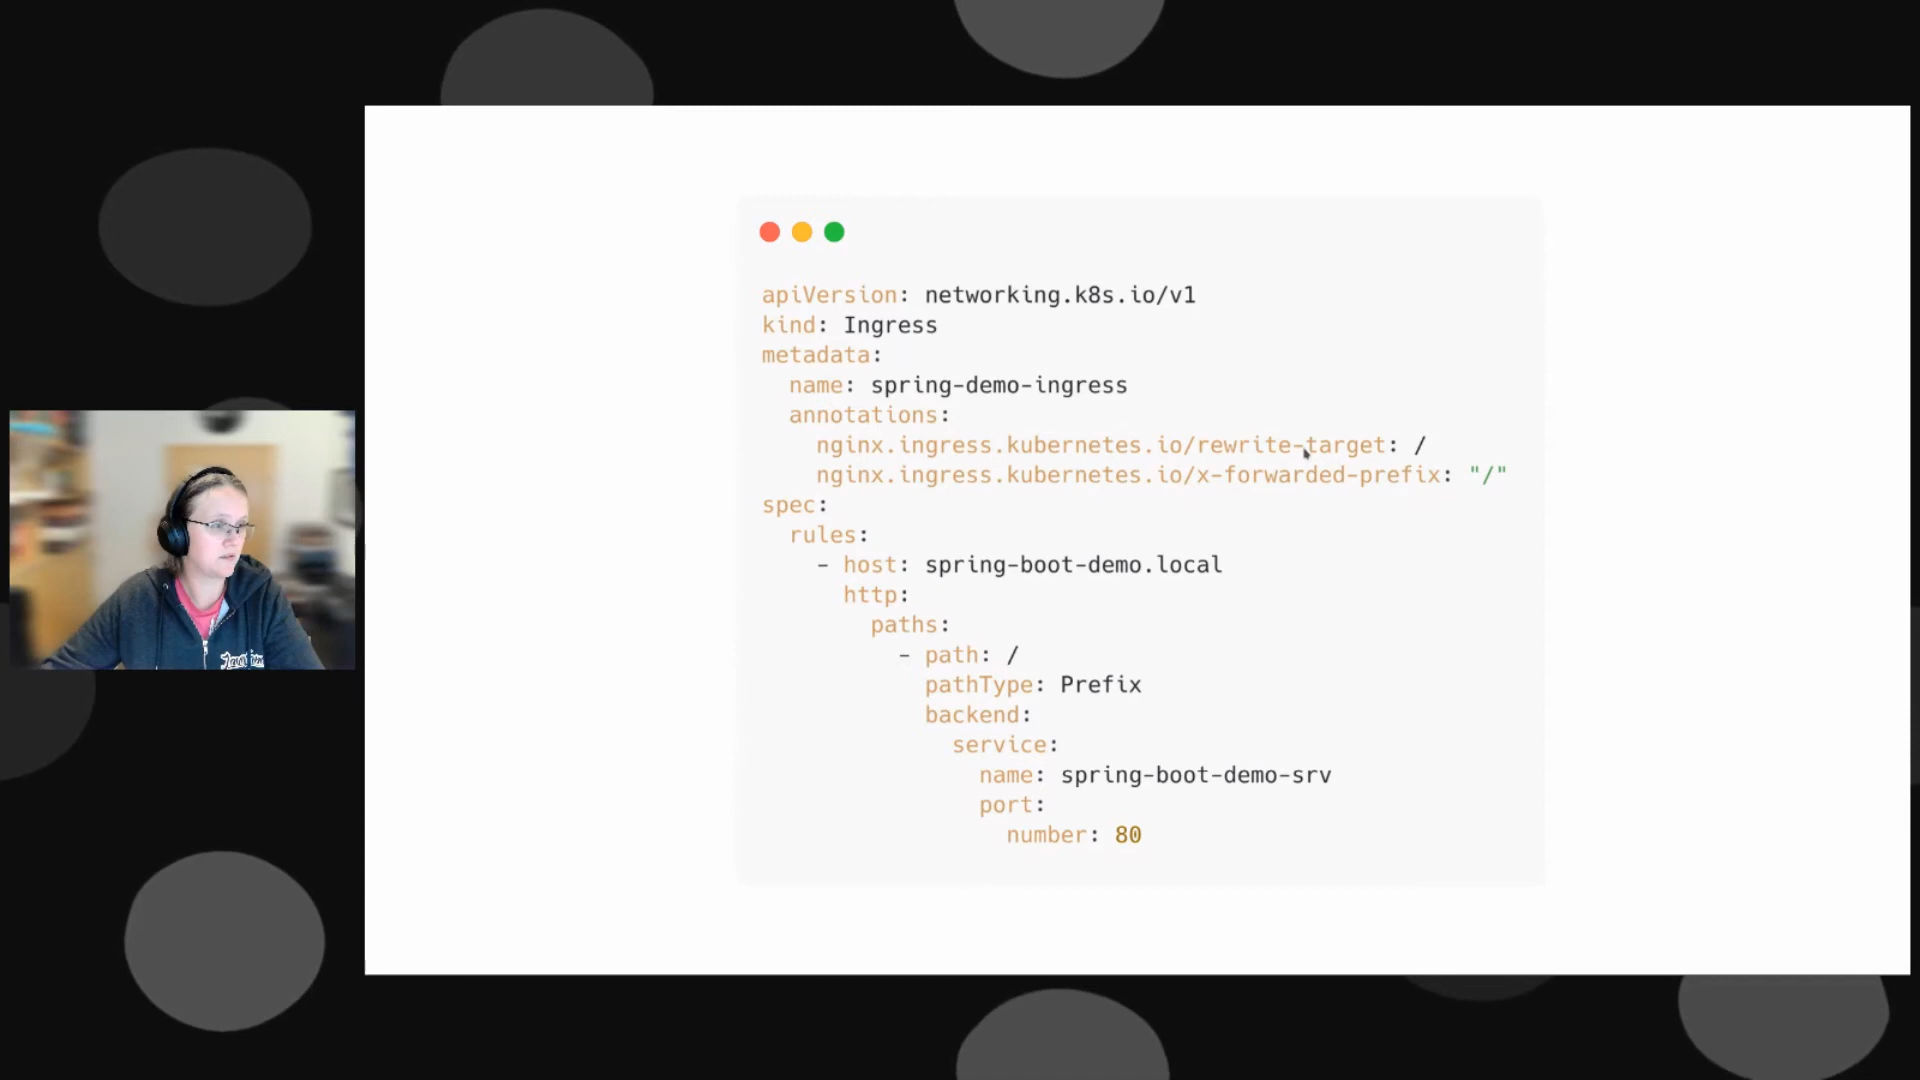 apiVersion: networking.k8s.io/v1
kind: Ingress
metadata:
  name: spring-demo-ingress
  annotations:
    nginx.ingress.kubernetes.io/rewrite-target: /
    nginx.ingress.kubernetes.io/x-forwarded-prefix: "/"
spec:
  rules:
    - host: spring-boot-demo.local
      http:
        paths:
          - path: /
            pathType: Prefix
            backend:
              service:
                name: spring-boot-demo-srv
                port:
                  number: 80